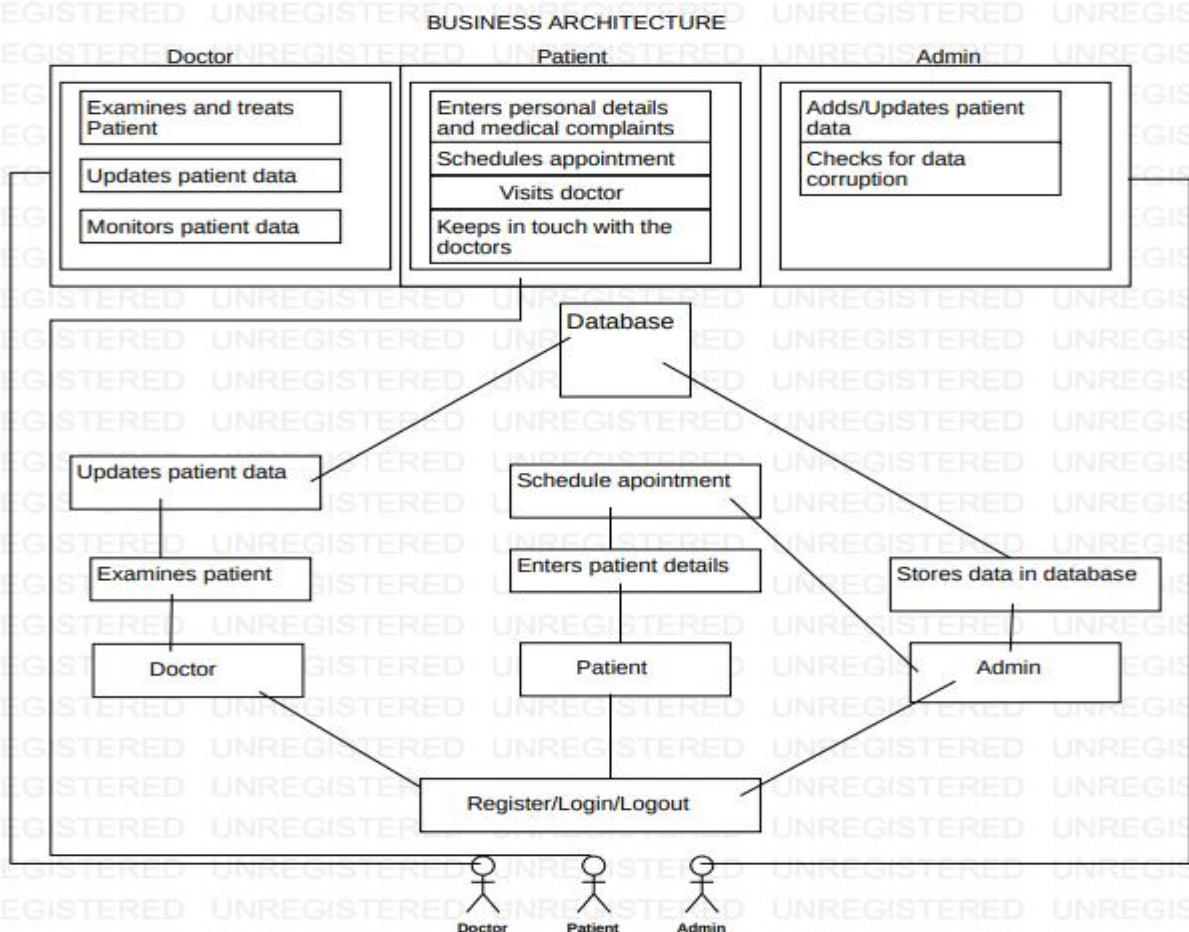 BUSINESS ARCHITECTURE
Doctor
Patient
Admin
Examines and treats
Patient
Updates patient data
Monitors patient data
Enters personal details
and medical complaints
Schedules appointment
Visits doctor
Keeps in touch with the
doctors
Adds/Updates patient
data
Checks for data
corruption
Database
Updates patient data
Schedule apointment
Examines patient
Enters patient details
Stores data in database
Doctor
Patient
Admin
Register/Login/Logout
Doctor
Patient
Admin
UNREGISTERED